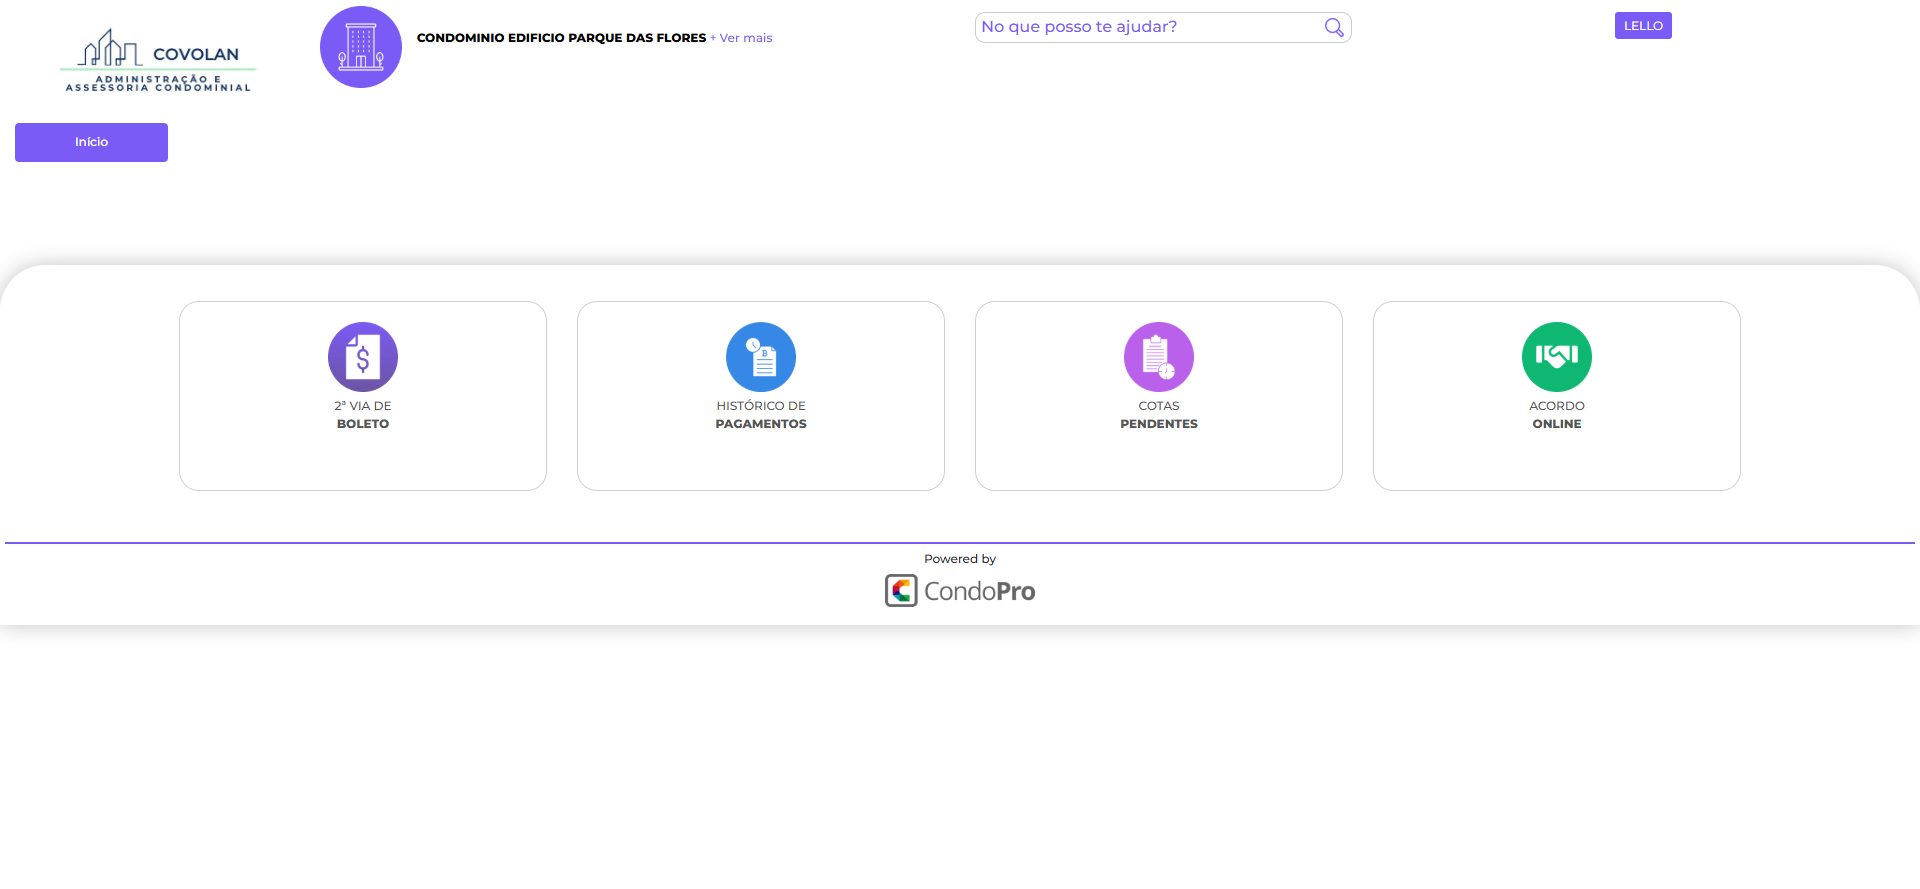 COVOLAN
ADMINISTRAÇÃO E
ASSESSORIA CONDOMINIAL
CONDOMINIO EDIFICIO PARQUE DAS FLORES + Ver mais
No que posso te ajudar?
LELLO
Início
2ª VIA DE
BOLETO
HISTÓRICO DE
PAGAMENTOS
COTAS
PENDENTES
ACORDO
ONLINE
Powered by
CondoPro